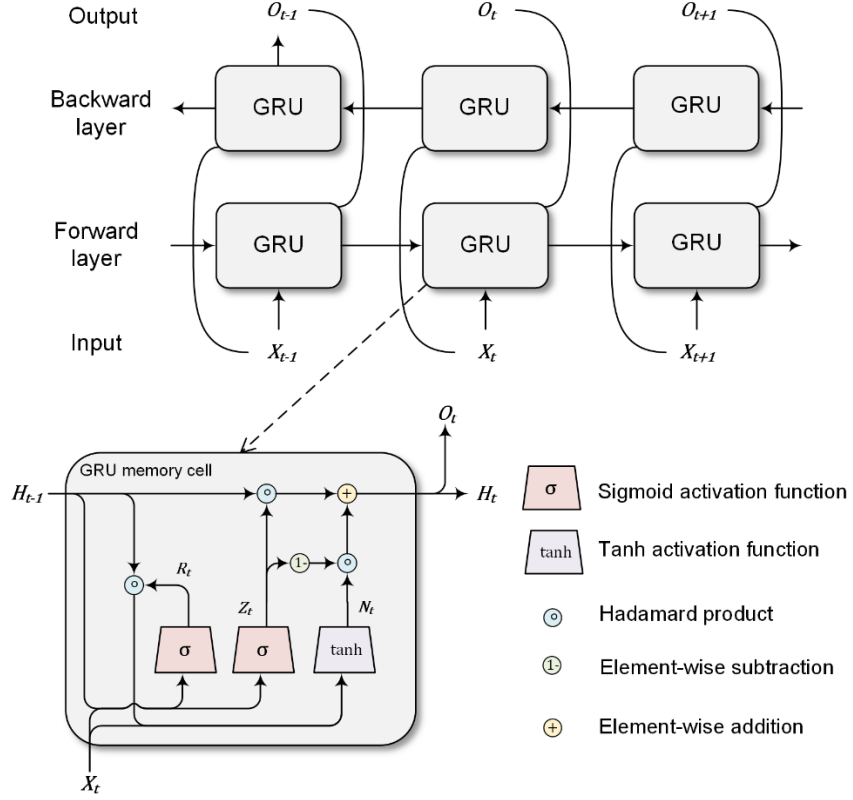 Output
O_{t-1}
O_t
O_{t+1}
Backward
layer
GRU
GRU
GRU
Forward
layer
GRU
GRU
GRU
Input
X_{t-1}
X_t
X_{t+1}
O_t
GRU memory cell
H_{t-1}
H_t
R_t
Z_t
N_t
σ
σ
tanh
1-
+
X_t
σ
Sigmoid activation function
tanh
Tanh activation function
Hadamard product
1-
Element-wise subtraction
+
Element-wise addition